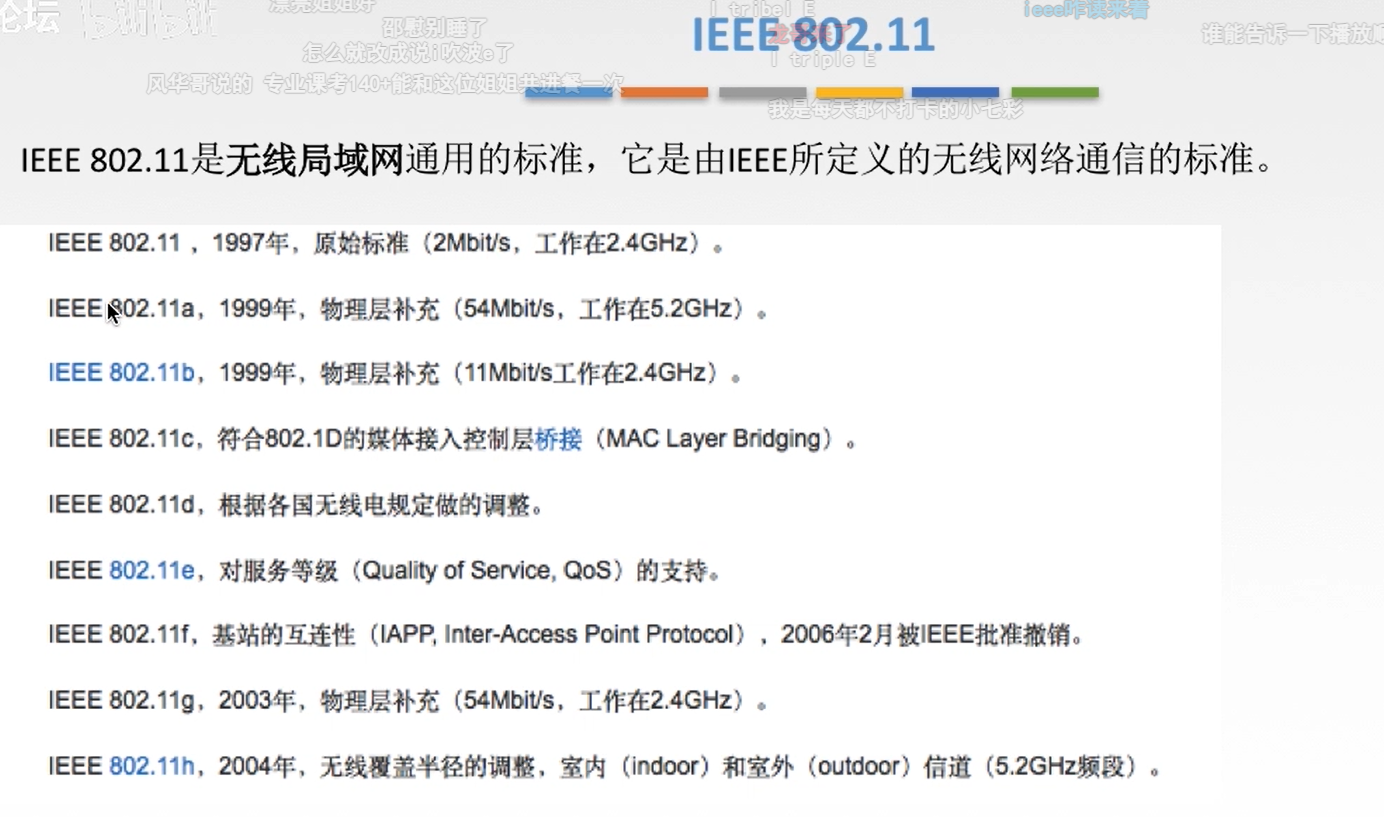 论坛 bilibili 漂亮姐姐好 I tribel E ieee咋读来着
邵慰别睡了 IEEE 802.11 谁能告诉一下播放
怎么就改成说i吹波e了 I triple E
风华哥说的 专业课考140+能和这位姐姐共进餐一次
我是每天都不打卡的小七彩
IEEE 802.11是无线局域网通用的标准，它是由IEEE所定义的无线网络通信的标准。
IEEE 802.11 ，1997年，原始标准（2Mbit/s，工作在2.4GHz）。
IEEE 802.11a，1999年，物理层补充（54Mbit/s，工作在5.2GHz）。
IEEE 802.11b，1999年，物理层补充（11Mbit/s工作在2.4GHz）。
IEEE 802.11c，符合802.1D的媒体接入控制层桥接（MAC Layer Bridging）。
IEEE 802.11d，根据各国无线电规定做的调整。
IEEE 802.11e，对服务等级（Quality of Service, QoS）的支持。
IEEE 802.11f，基站的互连性（IAPP, Inter-Access Point Protocol），2006年2月被IEEE批准撤销。
IEEE 802.11g，2003年，物理层补充（54Mbit/s，工作在2.4GHz）。
IEEE 802.11h，2004年，无线覆盖半径的调整，室内（indoor）和室外（outdoor）信道（5.2GHz频段）。